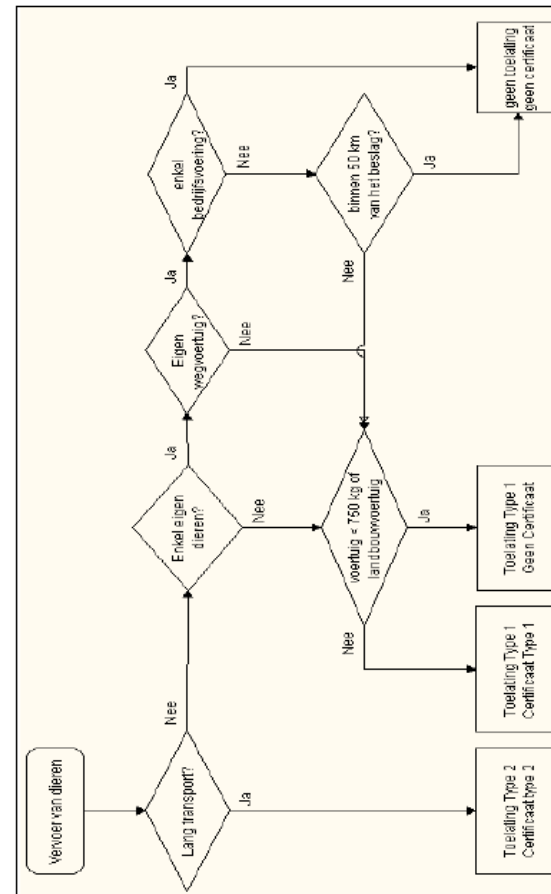 Vervoer van dieren
Lang transport?
Ja
Nee
Toelating Type 2
Certificaat type 2
Enkel eigen
dieren?
Ja
Nee
Eigen
wegvoertuig?
Ja
Nee
enkel
bedrijfsvoering?
Ja
Nee
binnen 50 km
van het beslag?
Ja
Nee
voertuig < 750 kg of
landbouwvoertuig
Ja
Nee
Toelating Type 1
Certificaat Type 1
Toelating Type 1
Geen Certificaat
geen toelating
geen certificaat